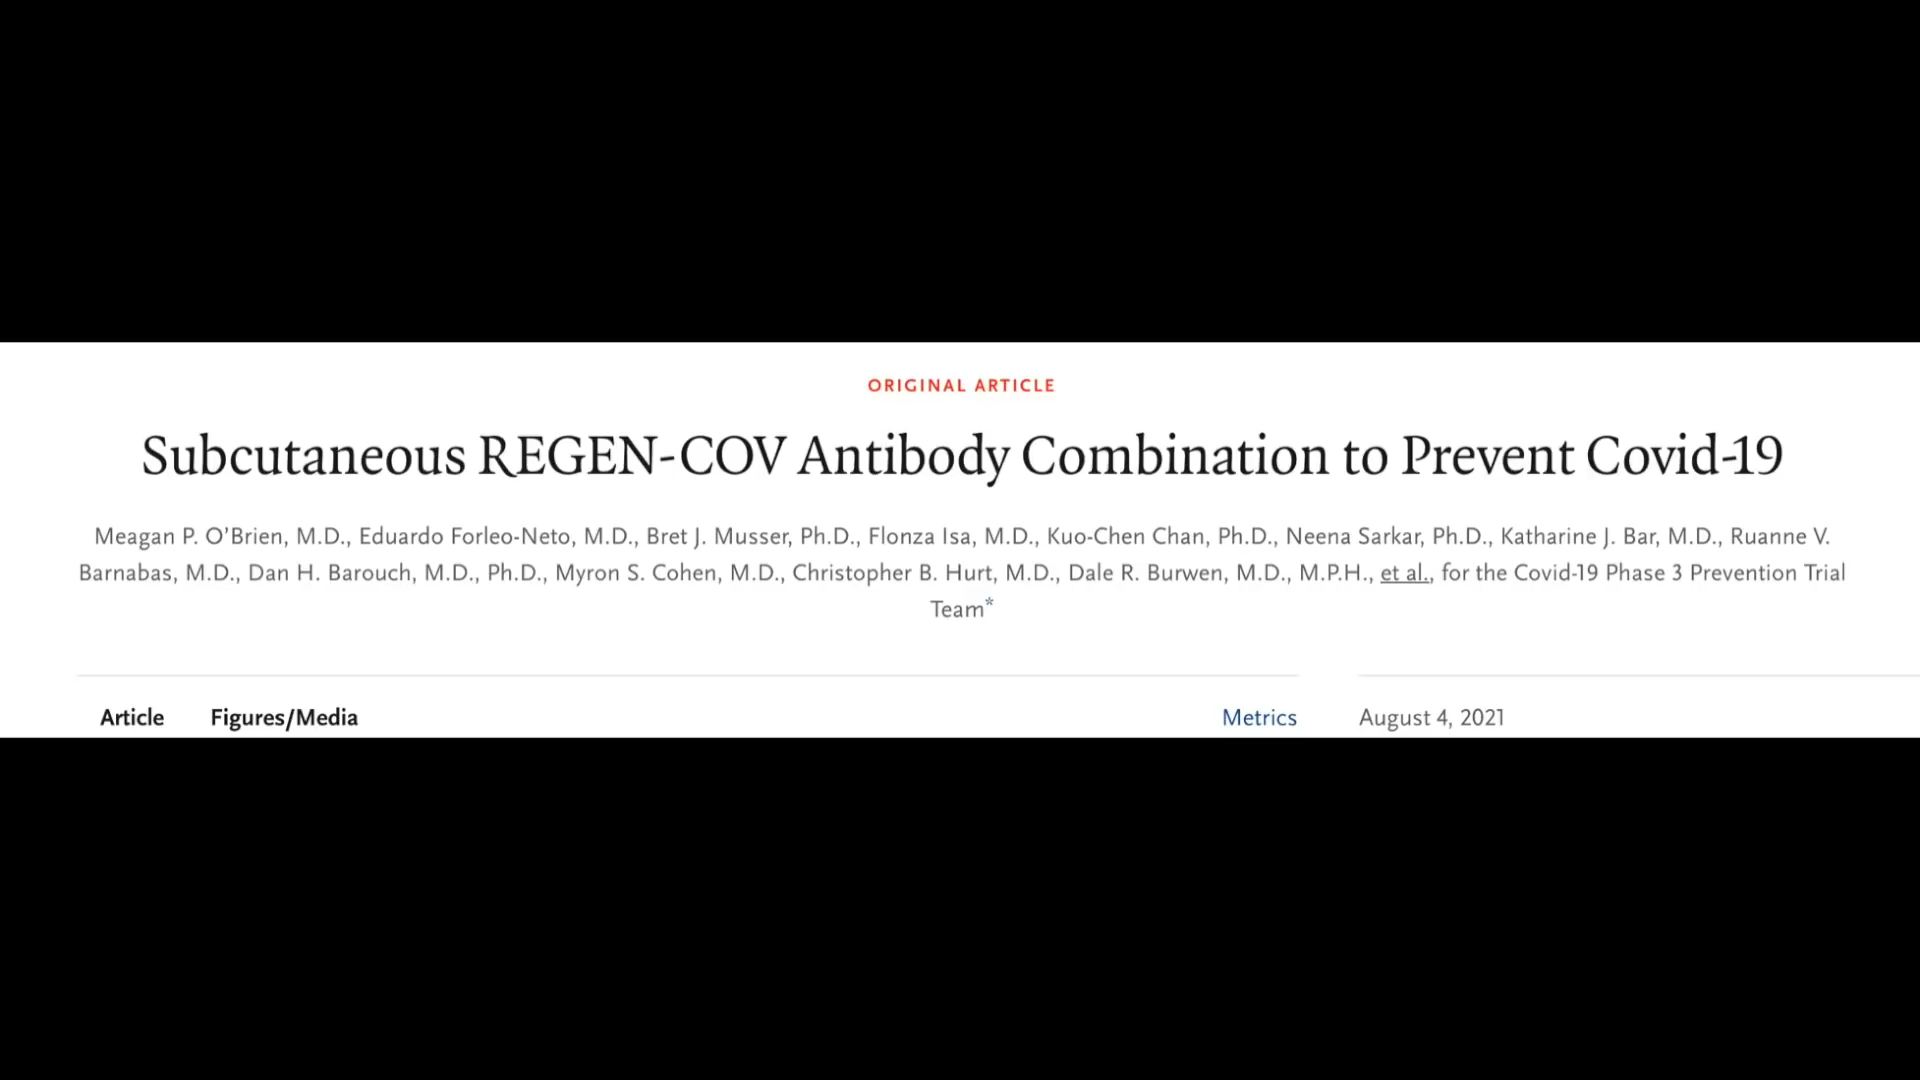 ORIGINAL ARTICLE
Subcutaneous REGEN-COV Antibody Combination to Prevent Covid-19
Meagan P. O’Brien, M.D., Eduardo Forleo-Neto, M.D., Bret J. Musser, Ph.D., Flonza Isa, M.D., Kuo-Chen Chan, Ph.D., Neena Sarkar, Ph.D., Katharine J. Bar, M.D., Ruanne V.
Barnabas, M.D., Dan H. Barouch, M.D., Ph.D., Myron S. Cohen, M.D., Christopher B. Hurt, M.D., Dale R. Burwen, M.D., M.P.H., et al., for the Covid-19 Phase 3 Prevention Trial
Team*
Article Figures/Media Metrics August 4, 2021